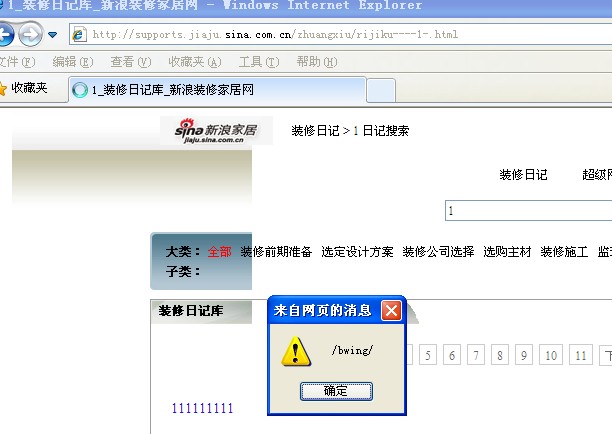 1_装修日记库_新浪装修家居网 - Windows Internet Explorer
http://supports.jiaju.sina.com.cn/zhuangxiu/rijiku----1-.html
文件(F) 编辑(E) 查看(V) 收藏夹(A) 工具(T) 帮助(H)
收藏夹 1_装修日记库_新浪装修家居网
sina 新浪家居
jiaju.sina.com.cn
装修日记 > 1 日记搜索
装修日记 超级
1
大类： 全部 装修前期准备 选定设计方案 装修公司选择 选购主材 装修施工 监
子类：
装修日记库
来自网页的消息
/bwing/
确定
5 6 7 8 9 10 11 下
111111111